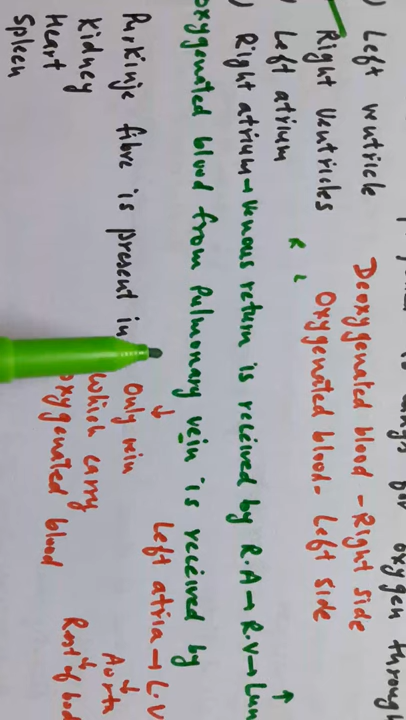 oxygen through
Left ventricle
Deoxygenated blood - Right side
Right Ventricles
Oxygenated blood - Left side
R L
Left atrium
Right atrium → Venous return is received by R.A → R.V → Lun
↑
oxygenated blood from Pulmonary vein is received by
Left atria → L.V
Purkinje fibre is present in
Only vein
↓
which carry
oxygenated blood
Aorta
↓
Rest of bod
Kidney
Heart
Spleen